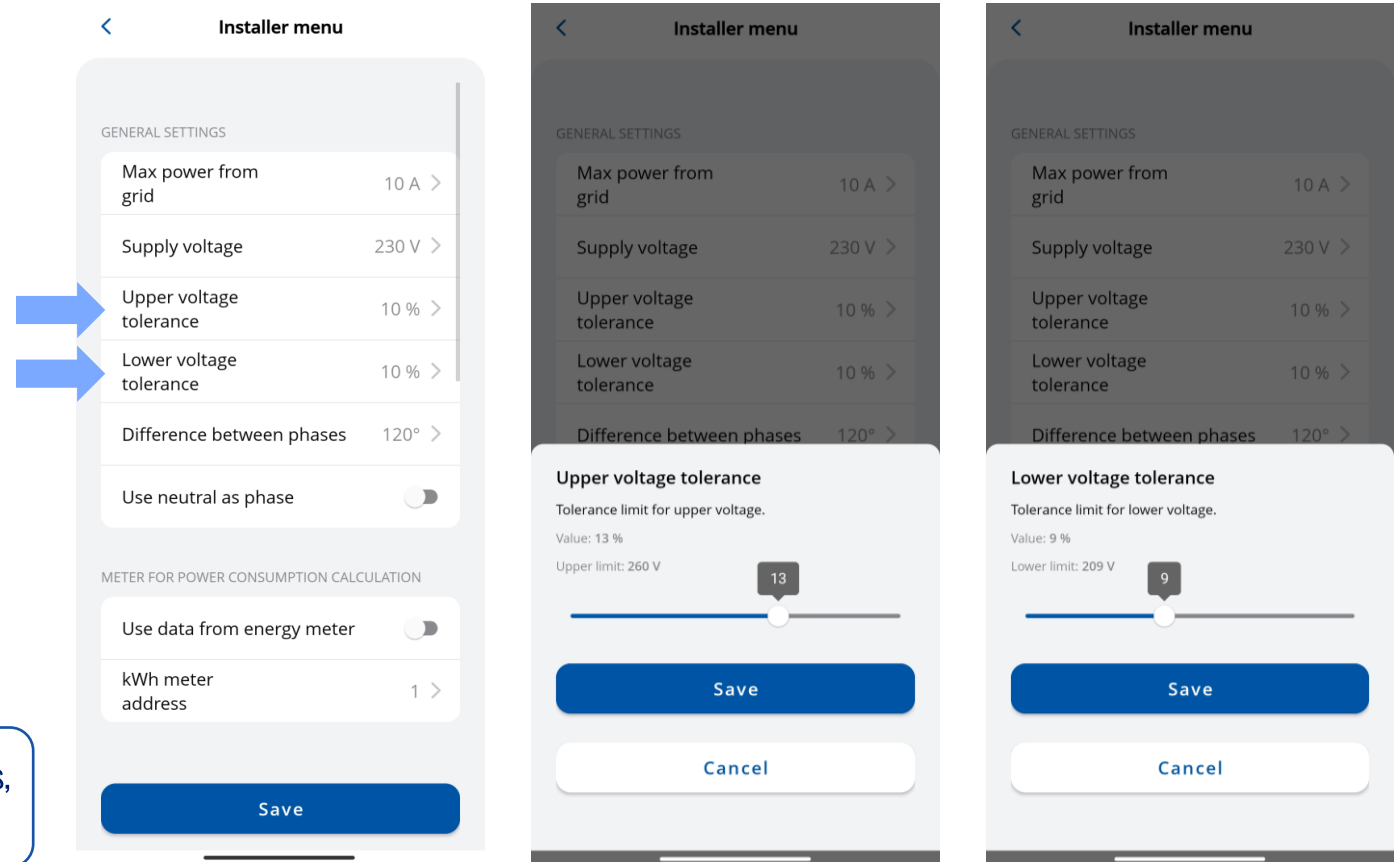 Installer menu
GENERAL SETTINGS
Max power from
grid
10 A
Supply voltage
230 V
Upper voltage
tolerance
10 %
Lower voltage
tolerance
10 %
Difference between phases
120°
Use neutral as phase
METER FOR POWER CONSUMPTION CALCULATION
Use data from energy meter
kWh meter
address
1
Save
Installer menu
GENERAL SETTINGS
Max power from
grid
10 A
Supply voltage
230 V
Upper voltage
tolerance
10 %
Lower voltage
tolerance
10 %
Difference between phases
120°
Upper voltage tolerance
Tolerance limit for upper voltage.
Value: 13 %
Upper limit: 260 V
13
Save
Cancel
Installer menu
GENERAL SETTINGS
Max power from
grid
10 A
Supply voltage
230 V
Upper voltage
tolerance
10 %
Lower voltage
tolerance
10 %
Difference between phases
120°
Lower voltage tolerance
Tolerance limit for lower voltage.
Value: 9 %
Lower limit: 209 V
9
Save
Cancel